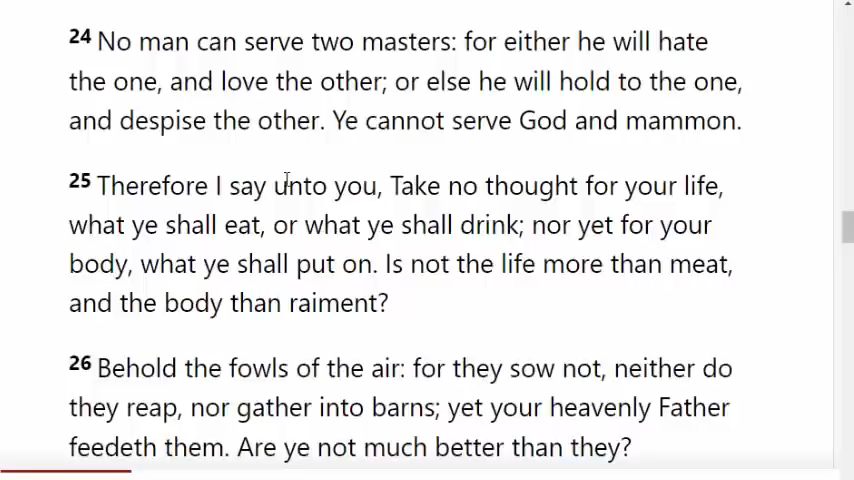 24 No man can serve two masters: for either he will hate
the one, and love the other; or else he will hold to the one,
and despise the other. Ye cannot serve God and mammon.
25 Therefore I say unto you, Take no thought for your life,
what ye shall eat, or what ye shall drink; nor yet for your
body, what ye shall put on. Is not the life more than meat,
and the body than raiment?
26 Behold the fowls of the air: for they sow not, neither do
they reap, nor gather into barns; yet your heavenly Father
feedeth them. Are ye not much better than they?